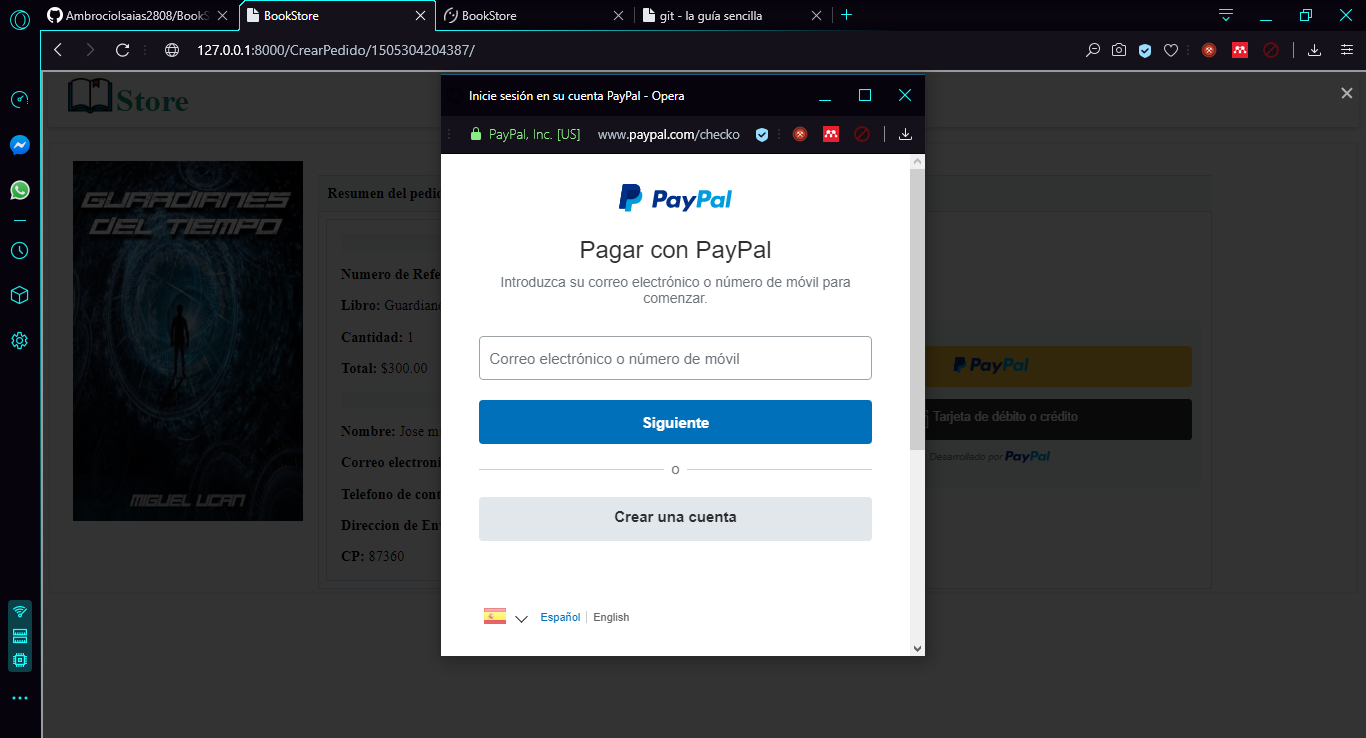 AmbrocioIsaias2808/BookS
BookStore
BookStore
git - la guía sencilla
127.0.0.1:8000/CrearPedido/1505304204387/
Store
Inicie sesión en su cuenta PayPal - Opera
PayPal, Inc. [US]
www.paypal.com/checko
GUARDIANES
DEL TIEMPO
MIGUEL UCAN
Resumen del pedid
Numero de Refe
Libro: Guardiane
Cantidad: 1
Total: $300.00
Nombre: Jose m
Correo electroni
Telefono de cont
Direccion de En
CP: 87360
PayPal
Pagar con PayPal
Introduzca su correo electrónico o número de móvil para
comenzar.
Correo electrónico o número de móvil
Siguiente
o
Crear una cuenta
Español
English
PayPal
Tarjeta de débito o crédito
Desarrollado por PayPal